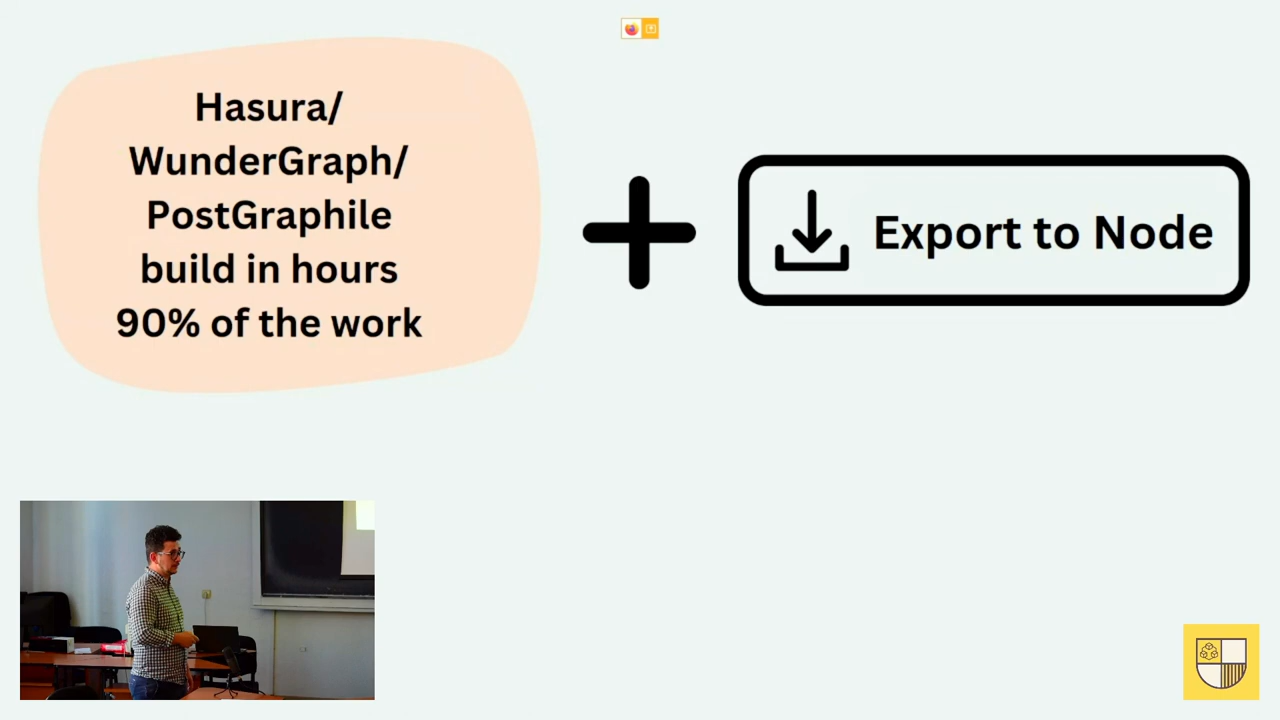 Hasura/
WunderGraph/
PostGraphile
build in hours
90% of the work
Export to Node